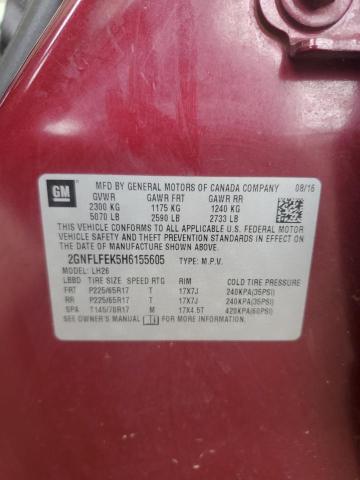 GM
MFD BY GENERAL MOTORS OF CANADA COMPANY 08/16
GVWR GAWR FRT GAWR RR
2300 KG 1175 KG 1240 KG
5070 LB 2590 LB 2733 LB
THIS VEHICLE CONFORMS TO ALL APPLICABLE U.S. FEDERAL MOTOR
VEHICLE SAFETY, BUMPER, AND THEFT PREVENTION STANDARDS
IN EFFECT ON THE DATE OF MANUFACTURE SHOWN ABOVE.
2GNFLFEK5H6155605 TYPE: M.P.V.
MODEL: LH26
LBBD TIRE SIZE SPEED RTG RIM COLD TIRE PRESSURE
FRT P225/65R17 T 17X7J 240KPA(35PSI)
RR P225/65R17 T 17X7J 240KPA(35PSI)
SPA T145/70R17 M 17X4.5T 420KPA(60PSI)
SEE OWNER'S MANUAL FOR MORE INFORMATION.